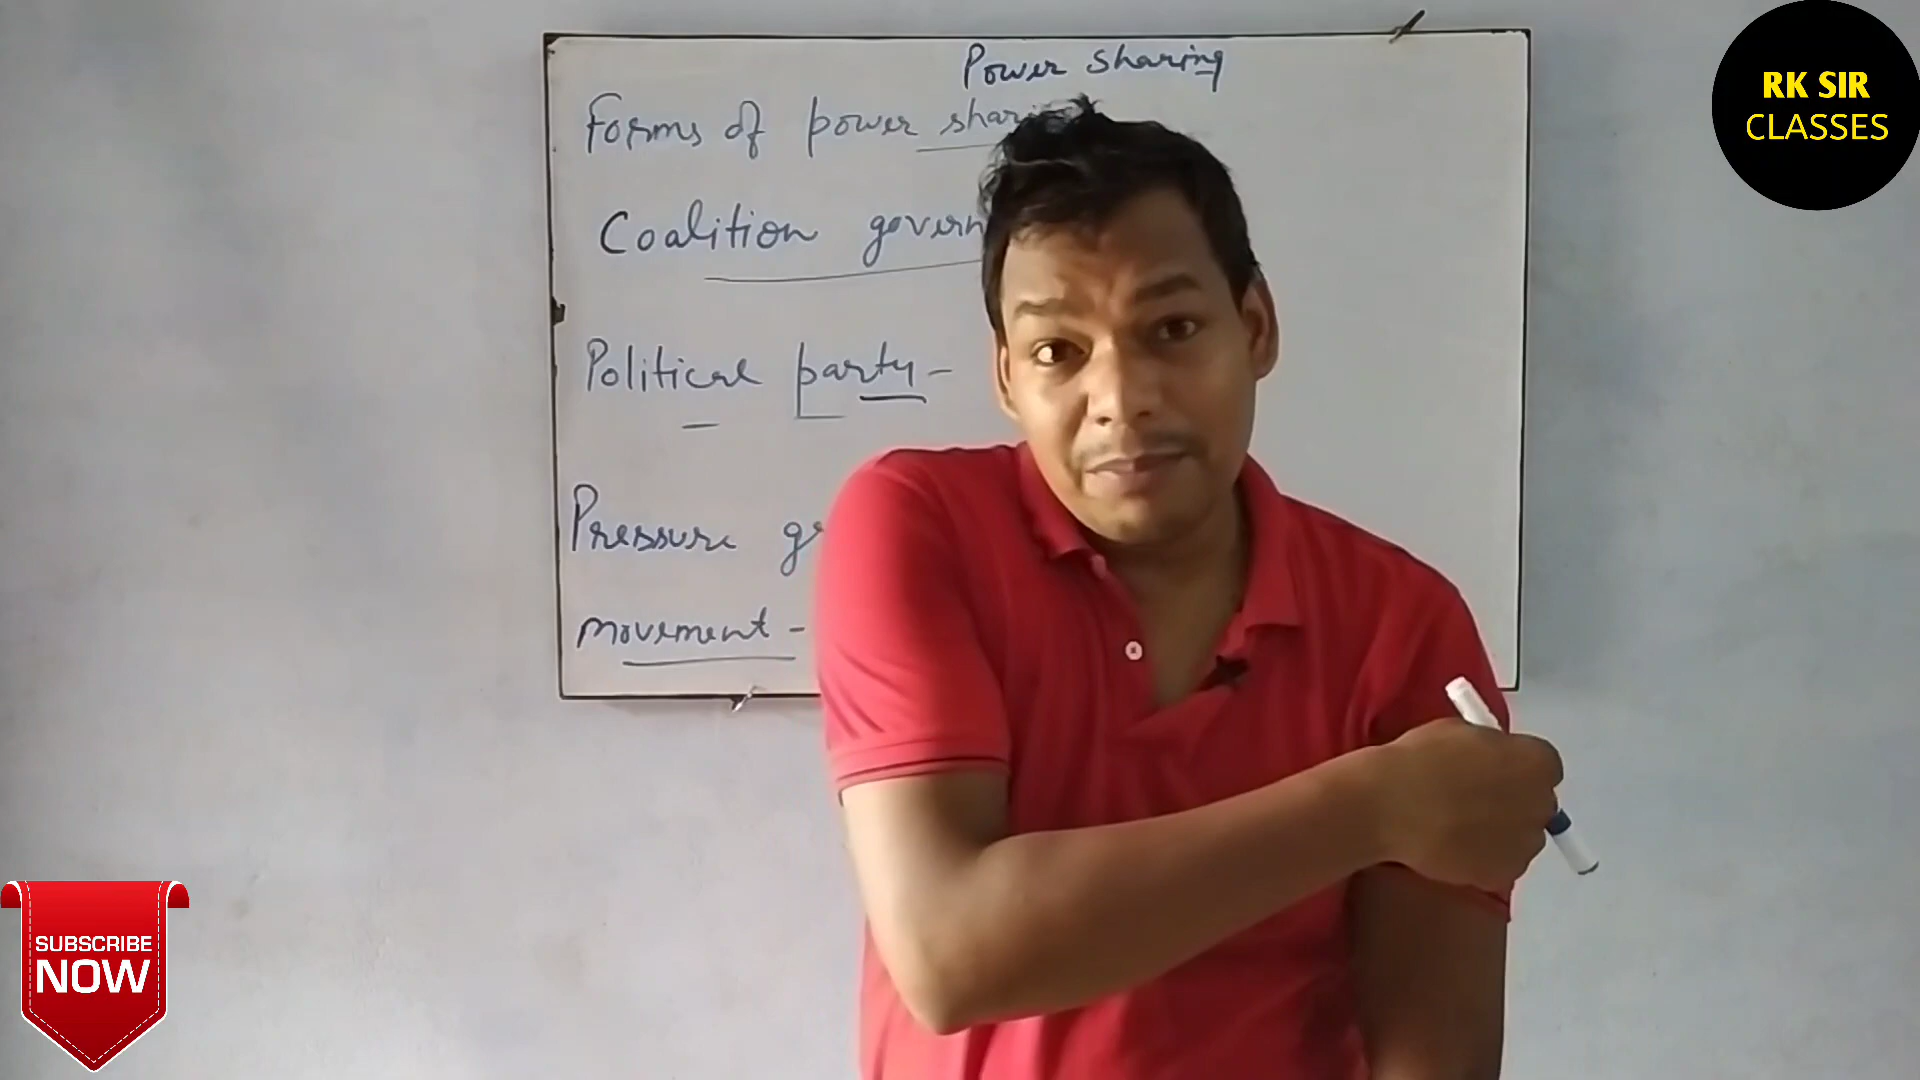 Power sharing
Forms of power
Coalition
Political party -
Pressure
movement -
RK SIR
CLASSES
SUBSCRIBE
NOW